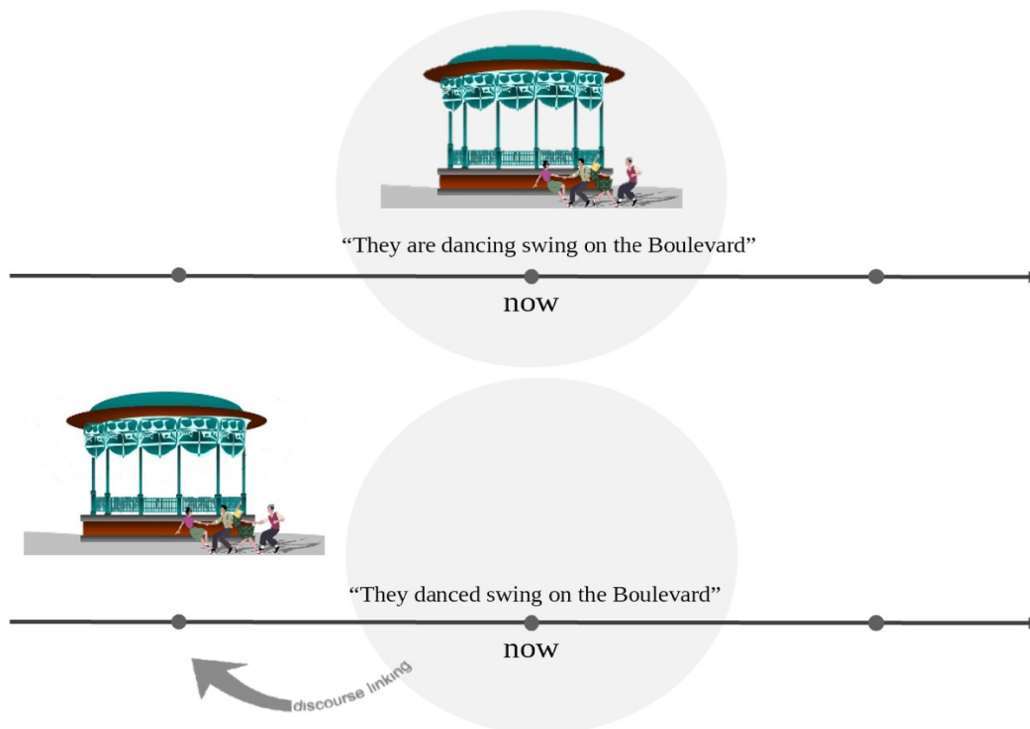 “They are dancing swing on the Boulevard”
now
“They danced swing on the Boulevard”
now
discourse linking